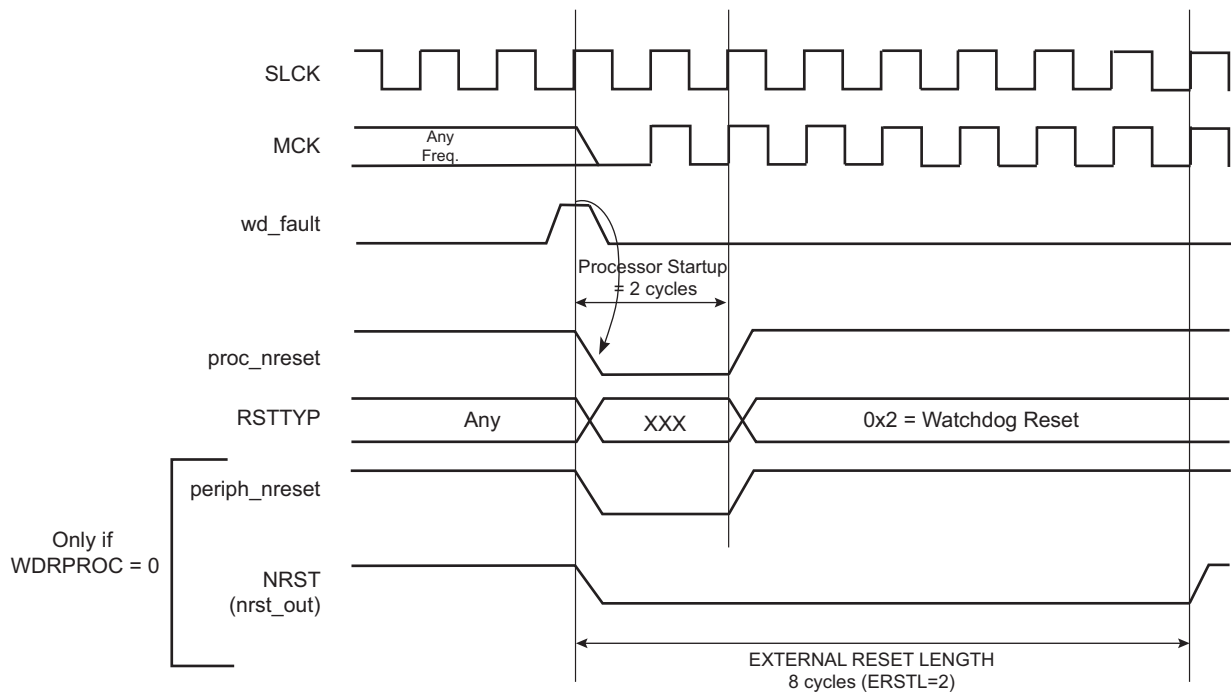 SLCK
MCK
Any
Freq.
wd_fault
Processor Startup
= 2 cycles
proc_nreset
RSTTYP
Any
XXX
0x2 = Watchdog Reset
periph_nreset
Only if
WDRPROC = 0
NRST
(nrst_out)
EXTERNAL RESET LENGTH
8 cycles (ERSTL=2)